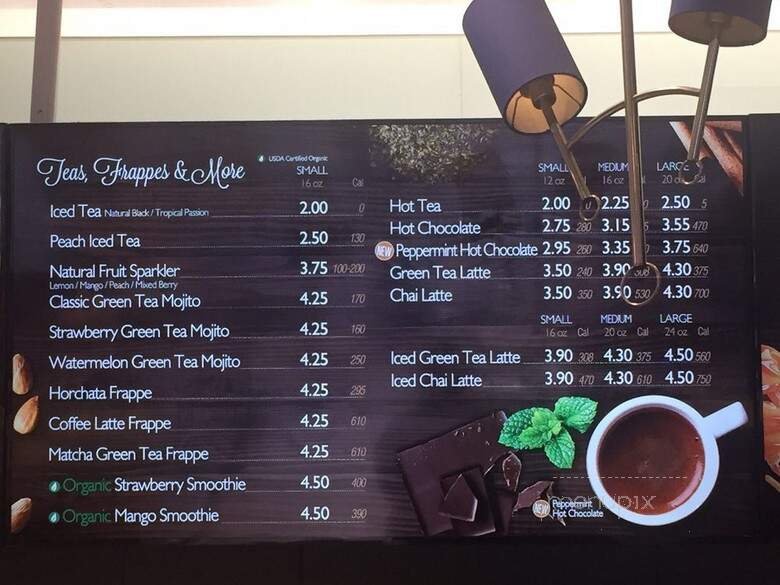 Teas, Frappes & More
USDA Certified Organic
SMALL
16 oz Cal
Iced Tea Natural Black / Tropical Passion 2.00 0
Peach Iced Tea 2.50 130
Natural Fruit Sparkler 3.75 100-200
Lemon / Mango / Peach / Mixed Berry
Classic Green Tea Mojito 4.25 170
Strawberry Green Tea Mojito 4.25 160
Watermelon Green Tea Mojito 4.25 250
Horchata Frappe 4.25 295
Coffee Latte Frappe 4.25 610
Matcha Green Tea Frappe 4.25 610
Organic Strawberry Smoothie 4.50 400
Organic Mango Smoothie 4.50 390
SMALL MEDIUM LARGE
12 oz 16 oz 20 Cal
Hot Tea 2.00 2.25 2.50 5
Hot Chocolate 2.75 280 3.15 3.55 470
NEW Peppermint Hot Chocolate 2.95 260 3.35 3.75 640
Green Tea Latte 3.50 240 3.90 308 4.30 375
Chai Latte 3.50 350 3.90 530 4.30 700
SMALL MEDIUM LARGE
16 oz Cal 20 oz Cal 24 oz Cal
Iced Green Tea Latte 3.90 308 4.30 375 4.50 560
Iced Chai Latte 3.90 470 4.30 610 4.50 750
NEW Peppermint
Hot Chocolate
menupix